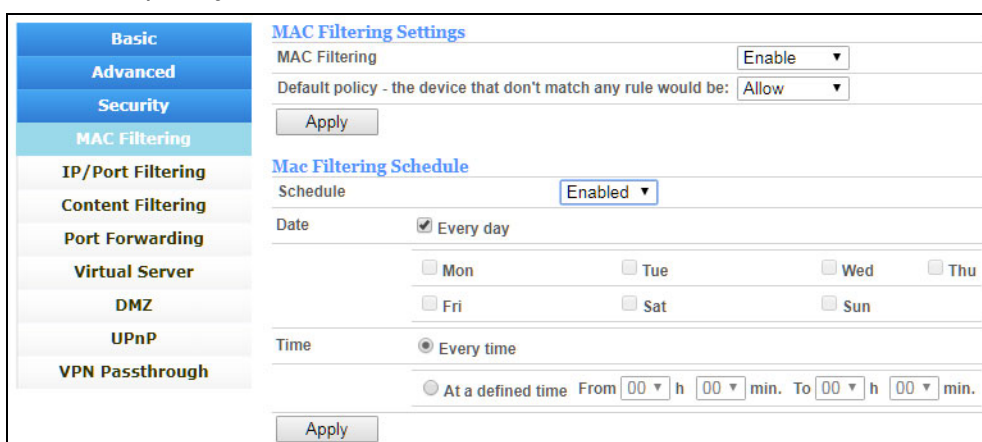 Basic
Advanced
Security
MAC Filtering
IP/Port Filtering
Content Filtering
Port Forwarding
Virtual Server
DMZ
UPnP
VPN Passthrough
MAC Filtering Settings
MAC Filtering Enable
Default policy - the device that don't match any rule would be: Allow
Apply
Mac Filtering Schedule
Schedule Enabled
Date Every day
Mon Tue Wed Thu
Fri Sat Sun
Time Every time
At a defined time From 00 h 00 min. To 00 h 00 min.
Apply